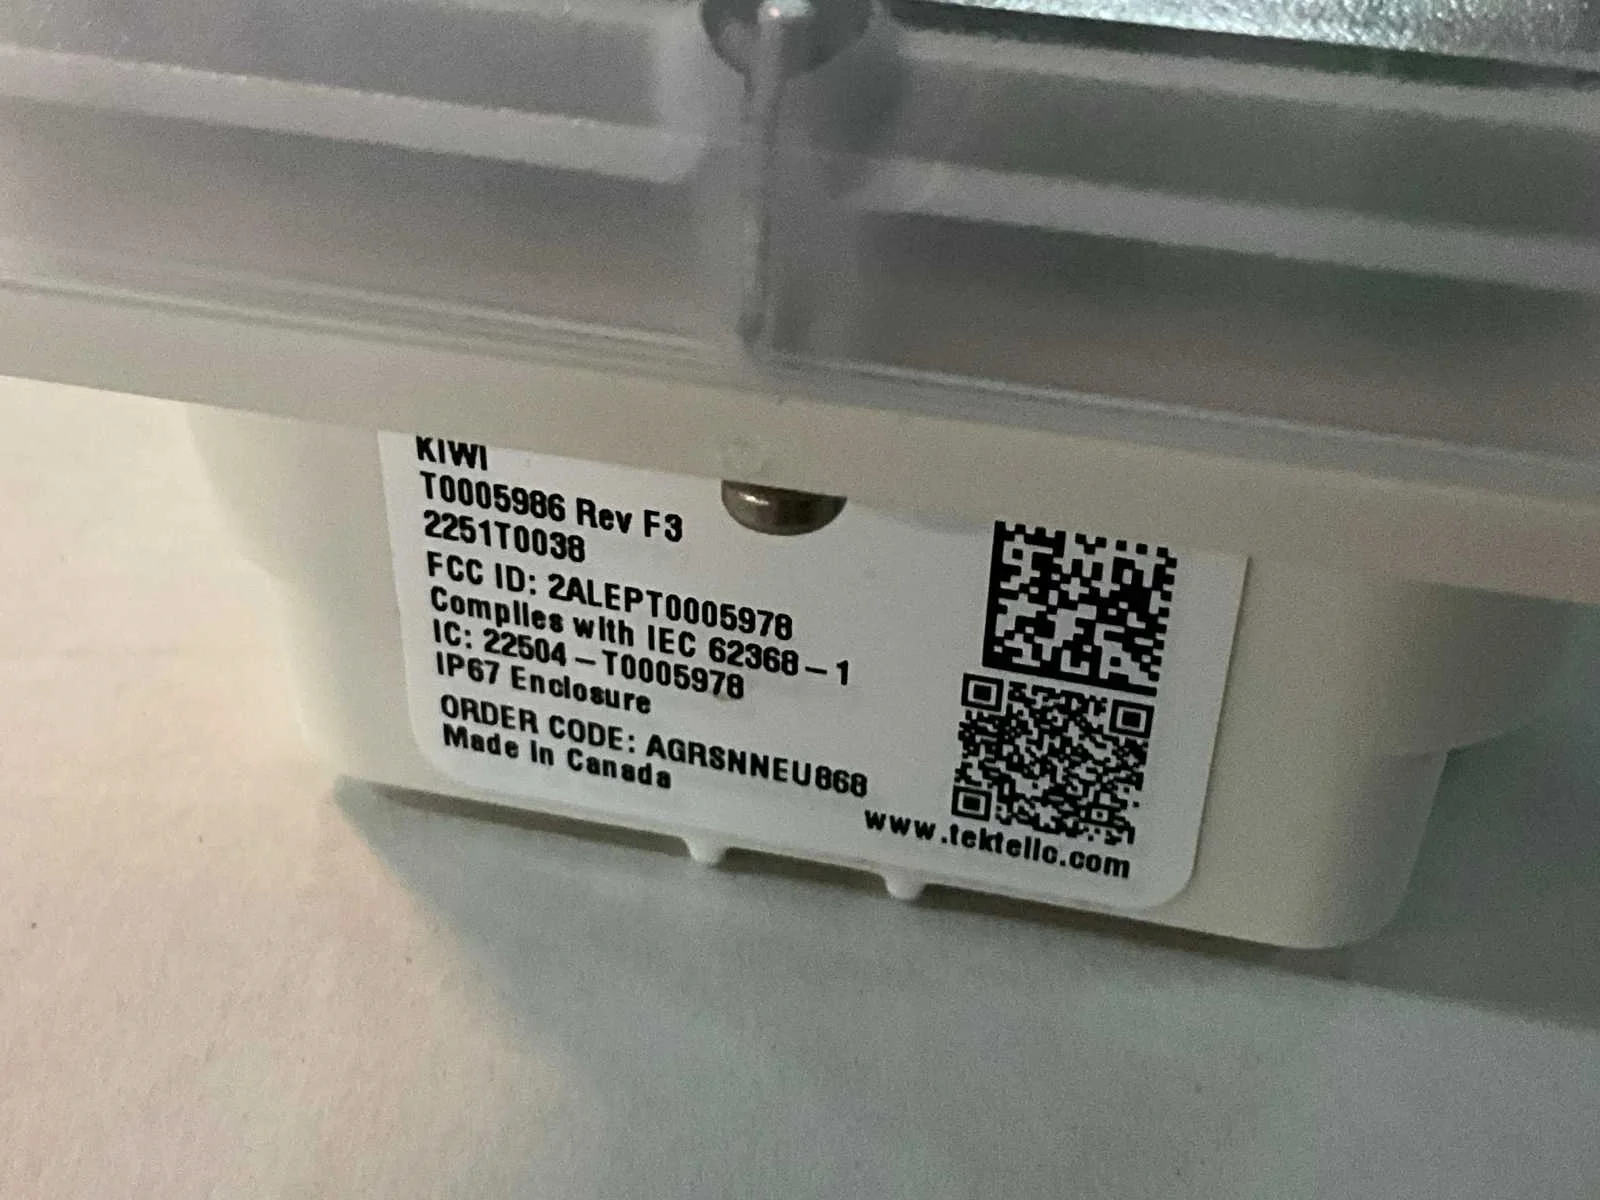 KIWI
T0005986 Rev F3
2251T0038
FCC ID: 2ALEPT0005978
Complies with IEC 62368-1
IC: 22504-T0005978
IP67 Enclosure
ORDER CODE: AGRSNNEU868
Made In Canada
www.tektelic.com